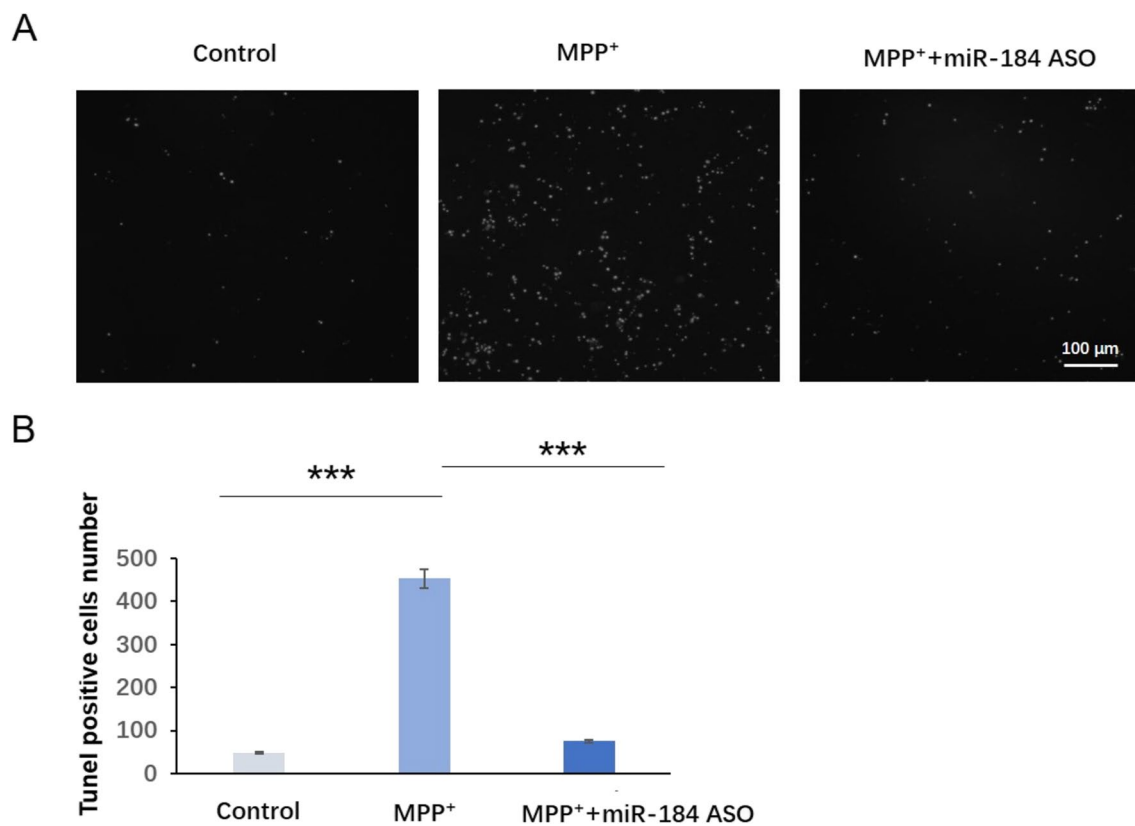 A
Control
MPP⁺
MPP⁺+miR-184 ASO
100 μm
B
***
***
Tunel positive cells number
500
400
300
200
100
0
Control
MPP⁺
MPP⁺+miR-184 ASO